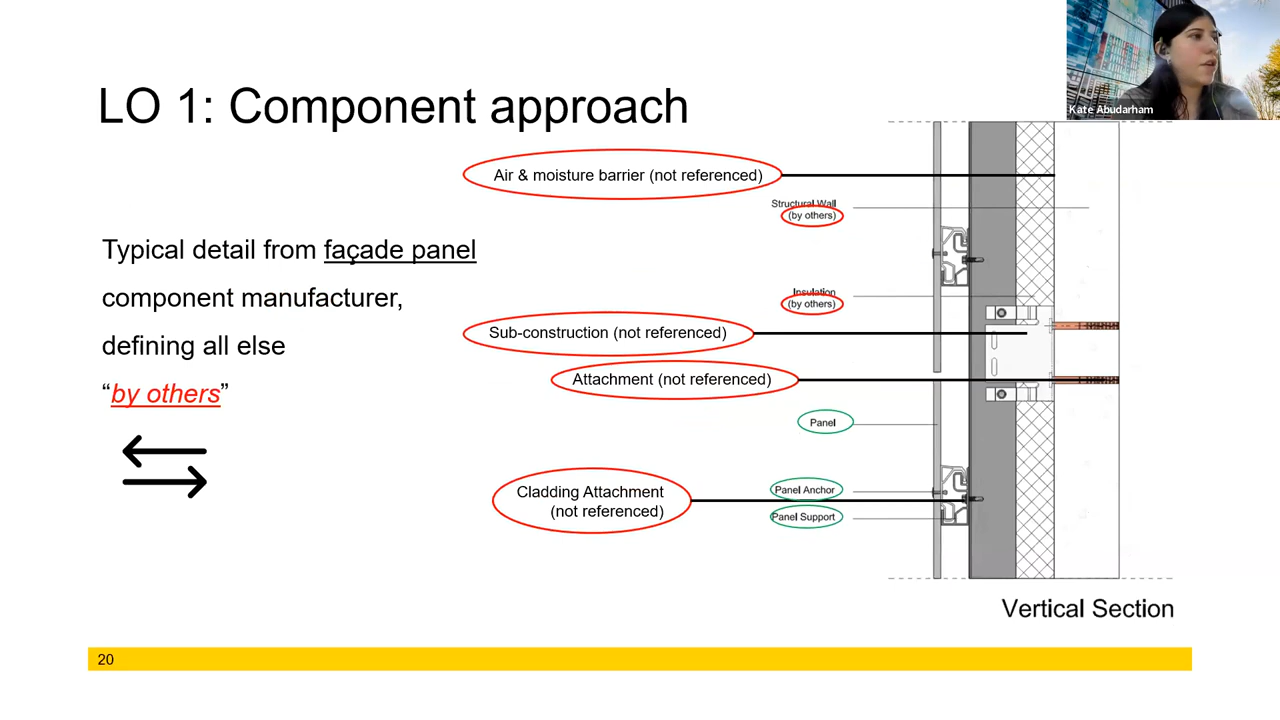 Kate Abudarham
LO 1: Component approach
Air & moisture barrier (not referenced)
Structural Wall
(by others)
Typical detail from façade panel
component manufacturer,
defining all else
“by others”
Insulation
(by others)
Sub-construction (not referenced)
Attachment (not referenced)
Panel
Cladding Attachment
(not referenced)
Panel Anchor
Panel Support
Vertical Section
20